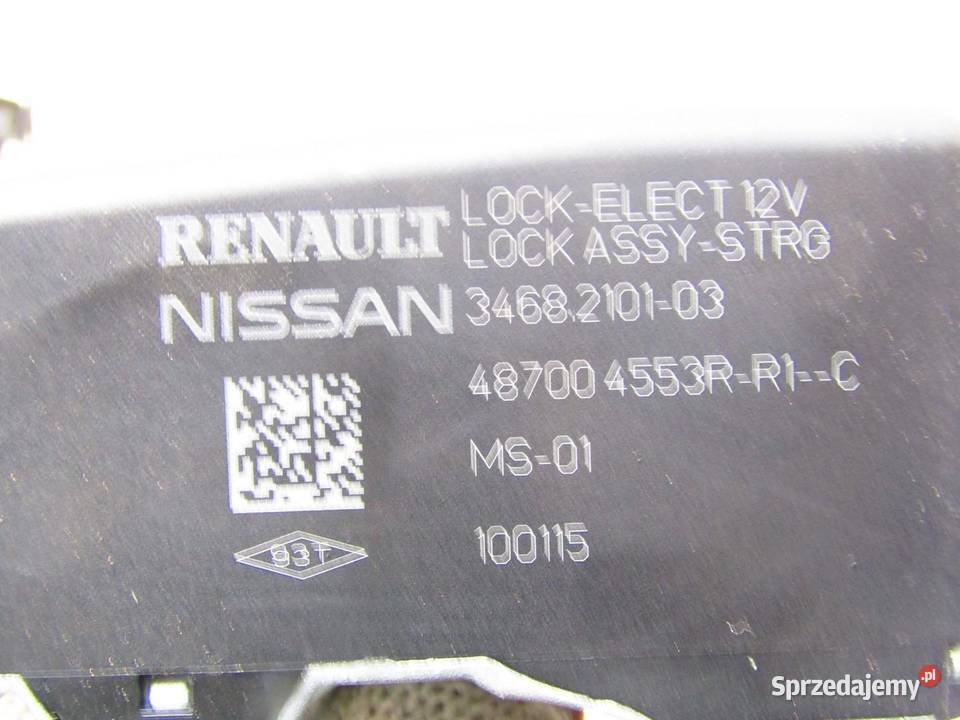 RENAULT
NISSAN
LOCK-ELECT 12V
LOCK ASSY-STRG
3468.2101-03
48700 4553R-R1--C
MS-01
100115
93T
Sprzedajemy.pl